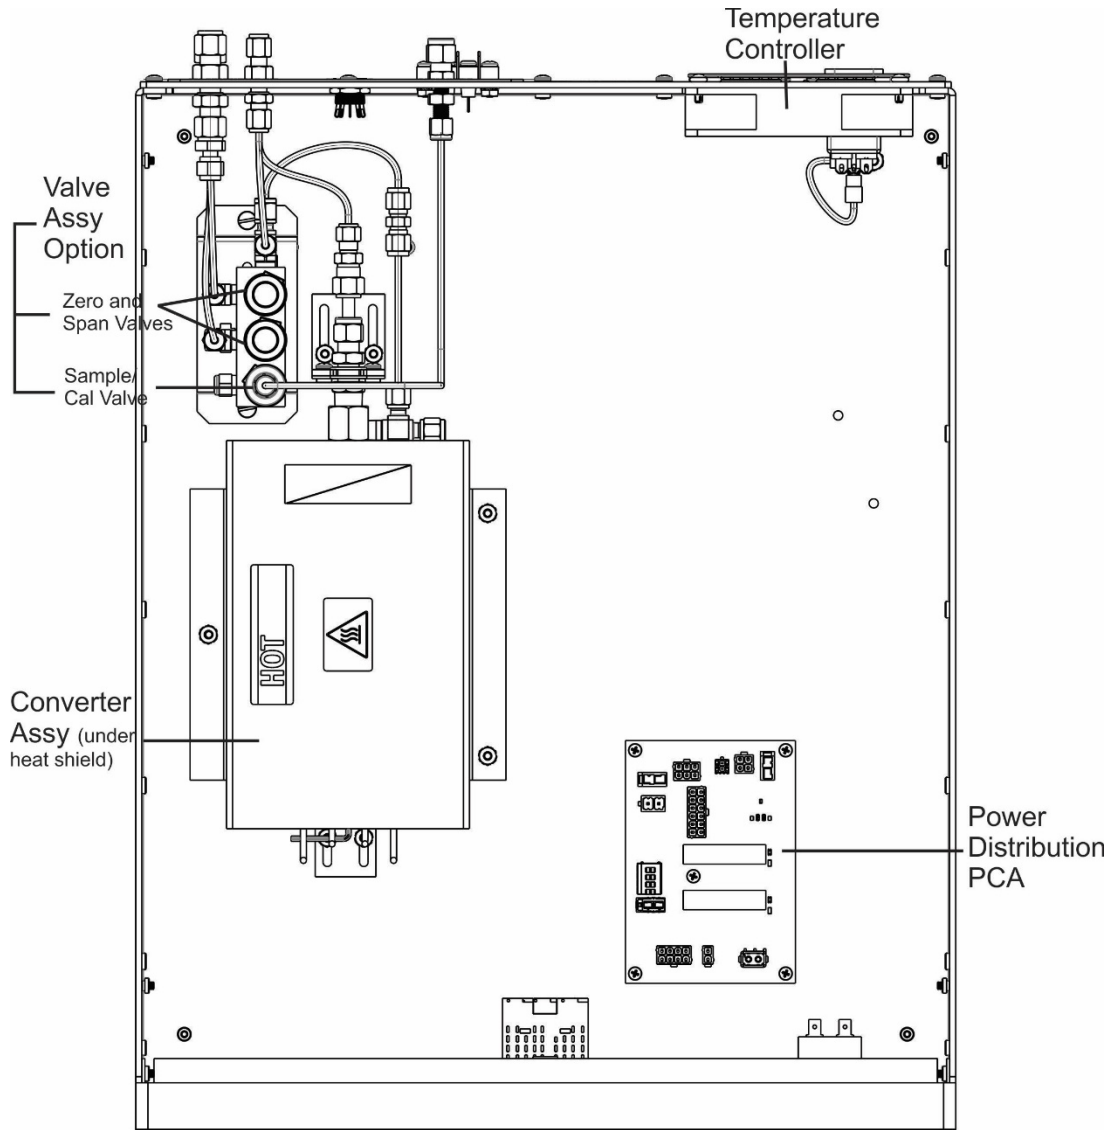 Temperature
Controller
Valve
Assy
Option
Zero and
Span Valves
Sample/
Cal Valve
HOT
Converter
Assy (under
heat shield)
Power
Distribution
PCA